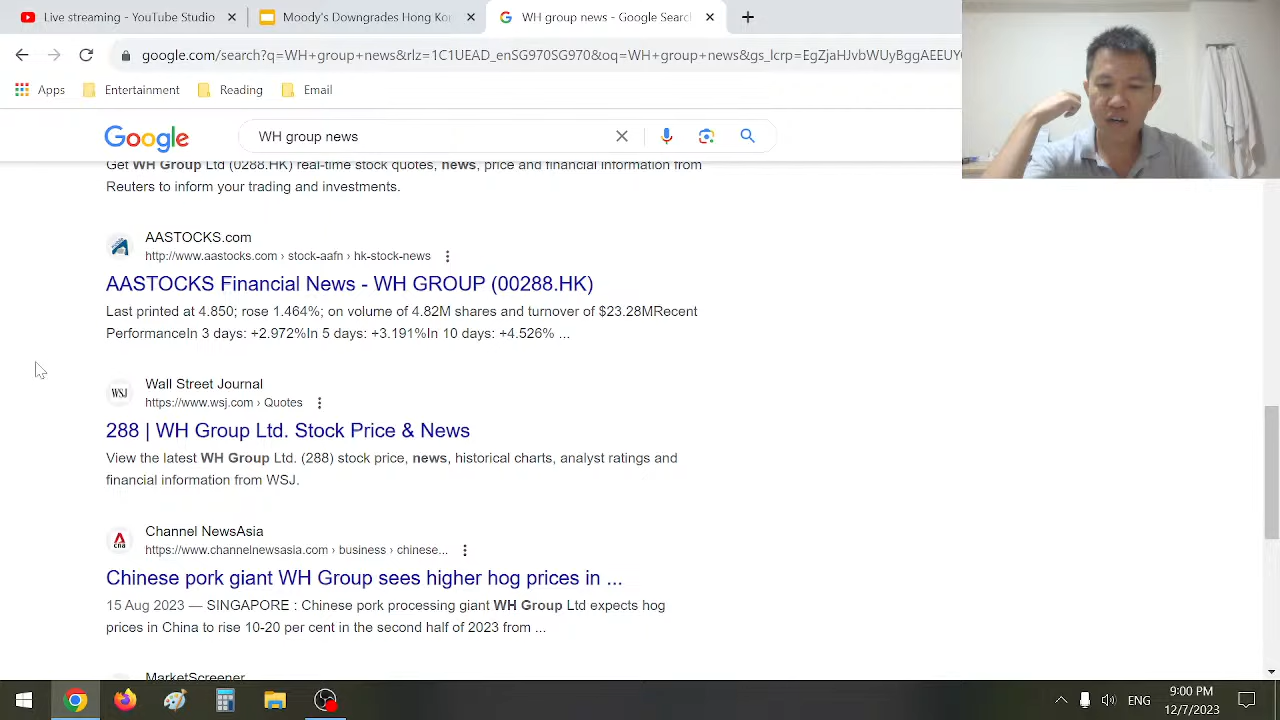 Live streaming - YouTube Studio
Moody's Downgrades Hong Kon
WH group news - Google Search
google.com/search?q=WH+group+news&rlz=1C1UEAD_enSG970SG970&oq=WH+group+news&gs_lcrp=EgZjaHJvbWUyBggAEEUY
Apps
Entertainment
Reading
Email
Google
WH group news
Get WH Group Ltd (0288.HK) real-time stock quotes, news, price and financial information from
Reuters to inform your trading and investments.
AASTOCKS.com
http://www.aastocks.com › stock-aafn › hk-stock-news
AASTOCKS Financial News - WH GROUP (00288.HK)
Last printed at 4.850; rose 1.464%; on volume of 4.82M shares and turnover of $23.28MRecent
PerformanceIn 3 days: +2.972%In 5 days: +3.191%In 10 days: +4.526% ...
WSJ
Wall Street Journal
https://www.wsj.com › Quotes
288 | WH Group Ltd. Stock Price & News
View the latest WH Group Ltd. (288) stock price, news, historical charts, analyst ratings and
financial information from WSJ.
cna
Channel NewsAsia
https://www.channelnewsasia.com › business › chinese...
Chinese pork giant WH Group sees higher hog prices in ...
15 Aug 2023 — SINGAPORE : Chinese pork processing giant WH Group Ltd expects hog
prices in China to rise 10-20 per cent in the second half of 2023 from ...
MarketScreener
ENG
9:00 PM
12/7/2023